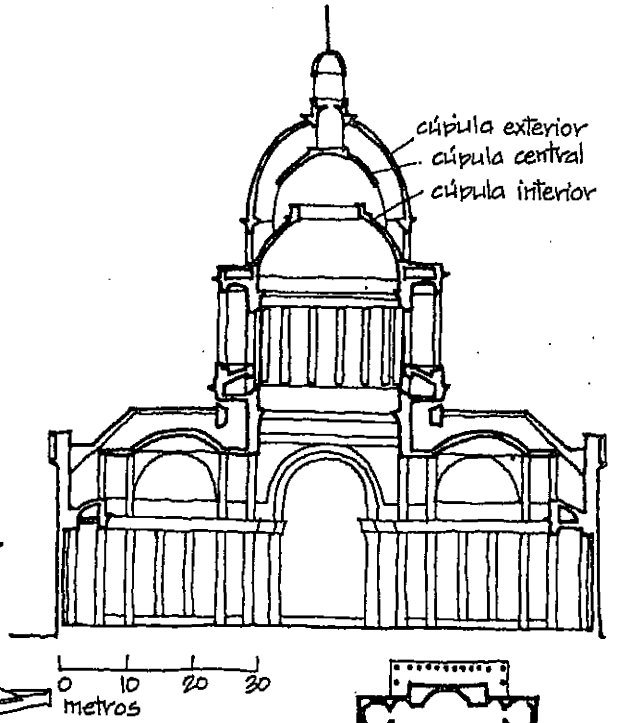 cúpula exterior
cúpula central
cúpula interior
0 10 20 30
metros